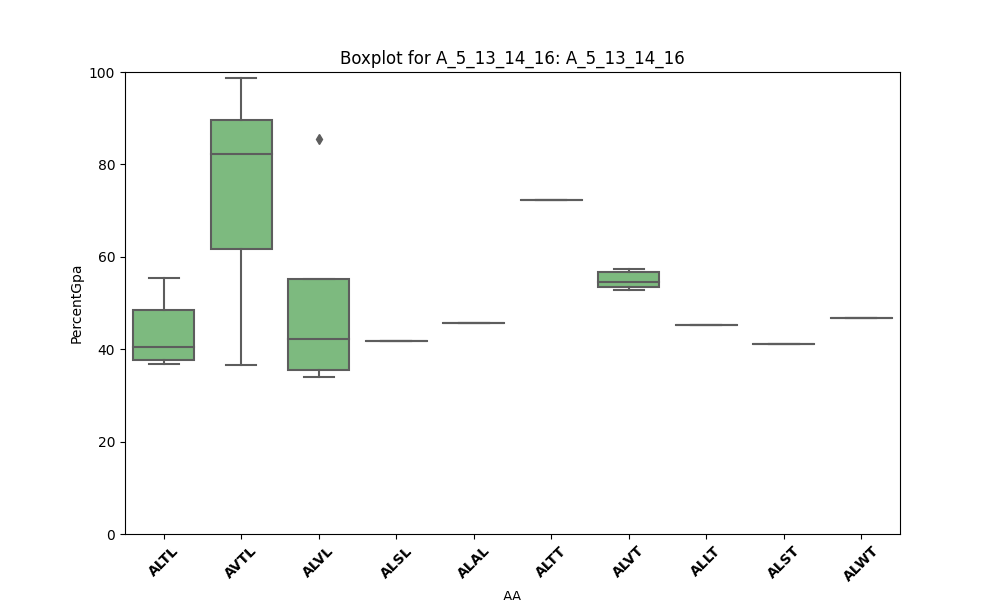 Boxplot for A_5_13_14_16: A_5_13_14_16
100
80
60
40
20
0
PercentGpa
ALTL
AVTL
ALVL
ALSL
ALAL
ALTT
ALVT
ALLT
ALST
ALWT
AA